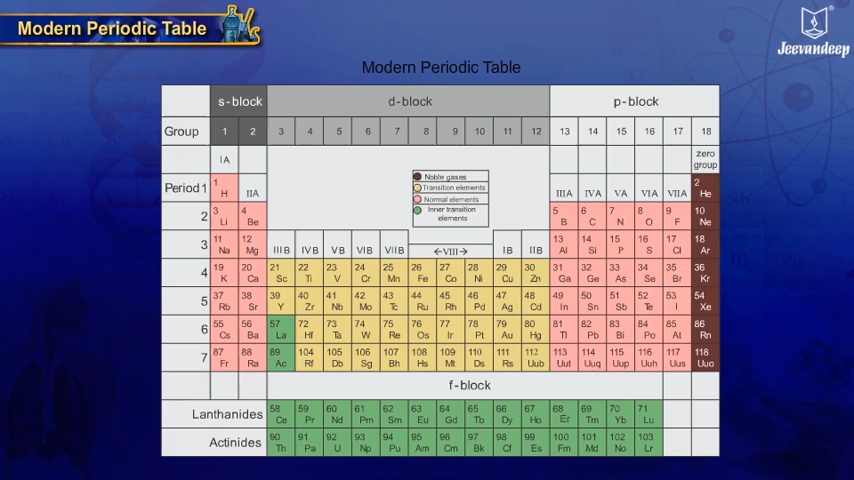 Modern Periodic Table
Jeevandeep
Modern Periodic Table
s-block d-block p-block
Group 1 2 3 4 5 6 7 8 9 10 11 12 13 14 15 16 17 18
IA zero group
Noble gases
Transition elements
Normal elements
Inner transition elements
Period 1 1 H IIA IIIA IVA VA VIA VIIA 2 He
2 3 Li 4 Be 5 B 6 C 7 N 8 O 9 F 10 Ne
3 11 Na 12 Mg IIIB IVB VB VIB VIIB ←VIII→ IB IIB 13 Al 14 Si 15 P 16 S 17 Cl 18 Ar
4 19 K 20 Ca 21 Sc 22 Ti 23 V 24 Cr 25 Mn 26 Fe 27 Co 28 Ni 29 Cu 30 Zn 31 Ga 32 Ge 33 As 34 Se 35 Br 36 Kr
5 37 Rb 38 Sr 39 Y 40 Zr 41 Nb 42 Mo 43 Tc 44 Ru 45 Rh 46 Pd 47 Ag 48 Cd 49 In 50 Sn 51 Sb 52 Te 53 I 54 Xe
6 55 Cs 56 Ba 57 La 72 Hf 73 Ta 74 W 75 Re 76 Os 77 Ir 78 Pt 79 Au 80 Hg 81 Tl 82 Pb 83 Bi 84 Po 85 At 86 Rn
7 87 Fr 88 Ra 89 Ac 104 Rf 105 Db 106 Sg 107 Bh 108 Hs 109 Mt 110 Ds 111 Rs 112 Uub 113 Uut 114 Uuq 115 Uup 116 Uuh 117 Uus 118 Uuo
f-block
Lanthanides 58 Ce 59 Pr 60 Nd 61 Pm 62 Sm 63 Eu 64 Gd 65 Tb 66 Dy 67 Ho 68 Er 69 Tm 70 Yb 71 Lu
Actinides 90 Th 91 Pa 92 U 93 Np 94 Pu 95 Am 96 Cm 97 Bk 98 Cf 99 Es 100 Fm 101 Md 102 No 103 Lr